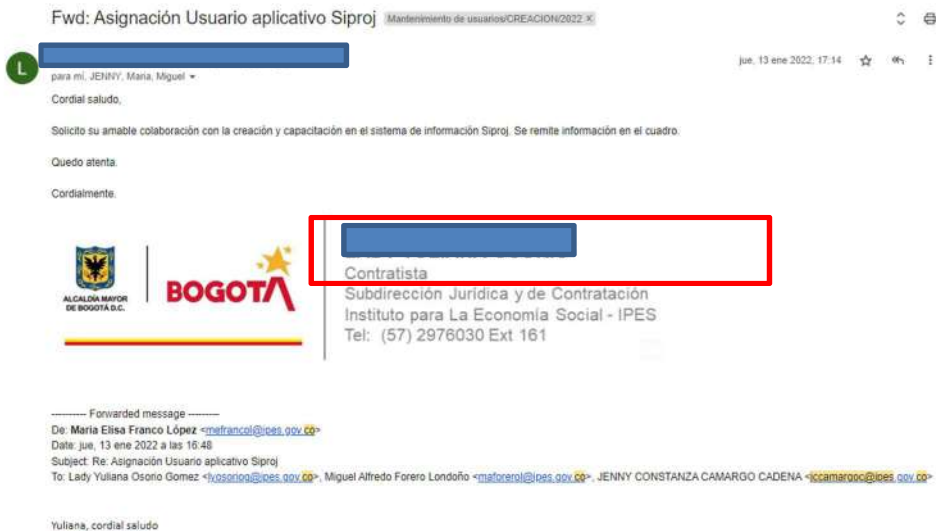 Fwd: Asignación Usuario aplicativo Siproj Mantenimiento de usuarios/CREACION/2022 x
L
jue, 13 ene 2022, 17:14
para mí, JENNY, Maria, Miguel
Cordial saludo,
Solicito su amable colaboración con la creación y capacitación en el sistema de información Siproj. Se remite información en el cuadro.
Quedo atenta.
Cordialmente.
ALCALDÍA MAYOR
DE BOGOTÁ D.C.
BOGOTÁ
Contratista
Subdirección Jurídica y de Contratación
Instituto para La Economía Social - IPES
Tel: (57) 2976030 Ext 161
---------- Forwarded message ---------
De: Maria Elisa Franco López <mefrancol@ipes.gov.co>
Date: jue, 13 ene 2022 a las 16:48
Subject: Re: Asignación Usuario aplicativo Siproj
To: Lady Yuliana Osorio Gomez <lyosoriog@ipes.gov.co>, Miguel Alfredo Forero Londoño <maforerol@ipes.gov.co>, JENNY CONSTANZA CAMARGO CADENA <jccamargoc@ipes.gov.co>
Yuliana, cordial saludo